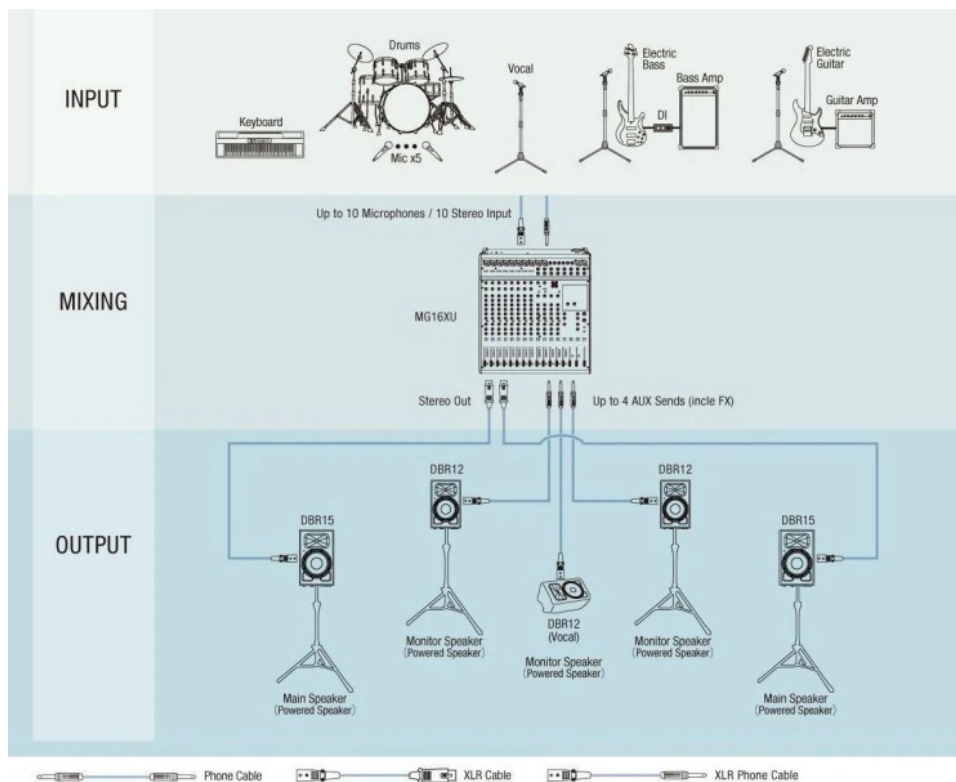 INPUT
Keyboard
Drums
Mic x5
Vocal
Electric
Bass
Bass Amp
DI
Electric
Guitar
Guitar Amp
MIXING
Up to 10 Microphones / 10 Stereo Input
MG16XU
Stereo Out
Up to 4 AUX Sends (incle FX)
OUTPUT
DBR15
Main Speaker
(Powered Speaker)
DBR12
Monitor Speaker
(Powered Speaker)
DBR12
(Vocal)
Monitor Speaker
(Powered Speaker)
DBR12
Monitor Speaker
(Powered Speaker)
DBR15
Main Speaker
(Powered Speaker)
Phone Cable
XLR Cable
XLR Phone Cable